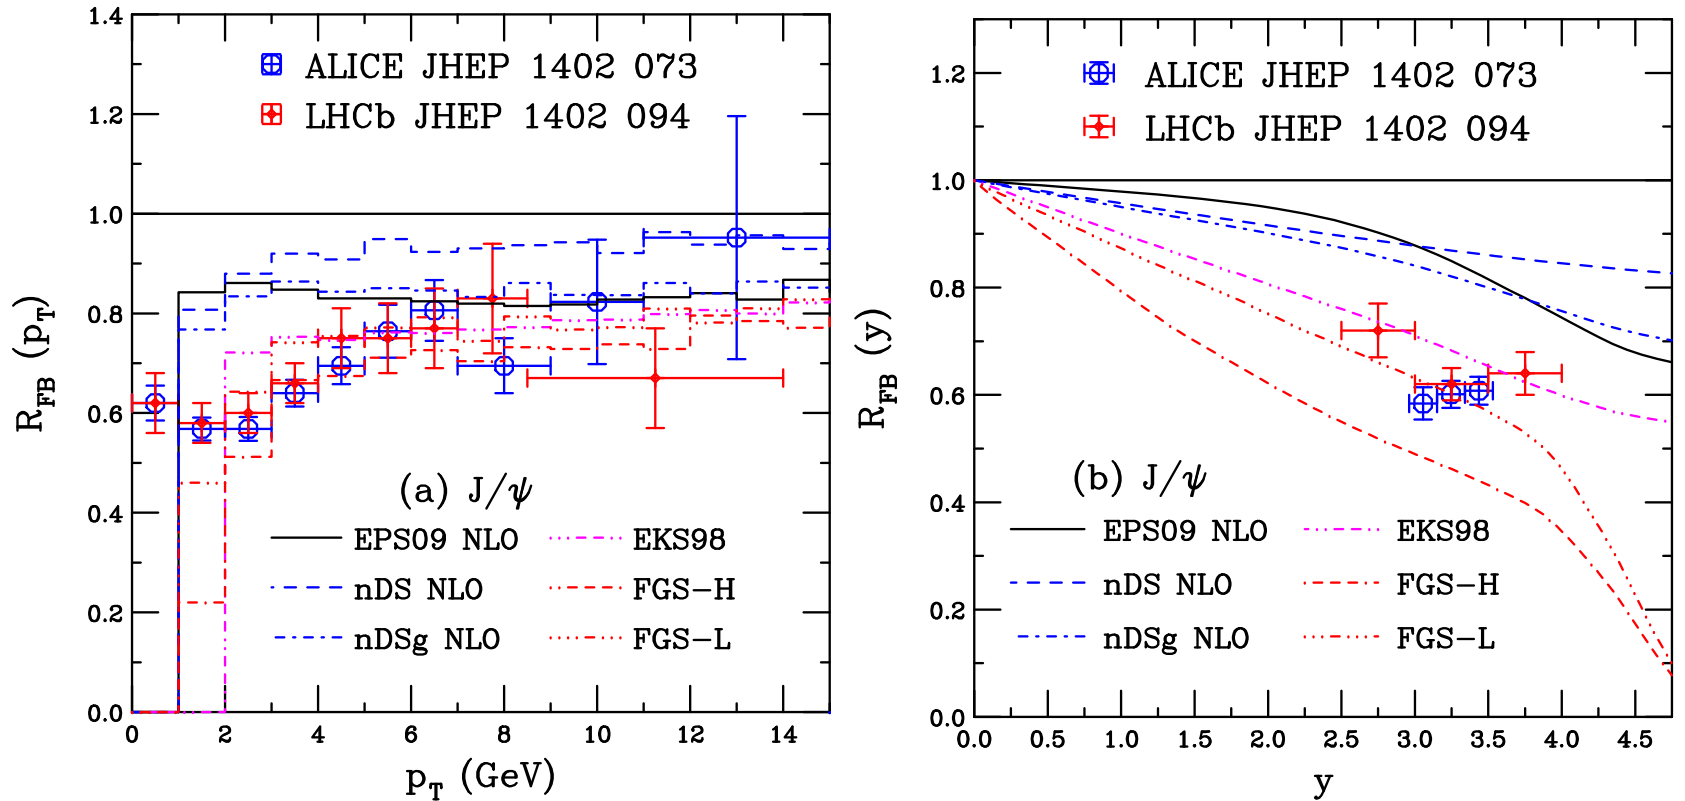 1.4
1.2
1.0
0.8
0.6
0.4
0.2
0.0
R_FB (p_T)
ALICE JHEP 1402 073
LHCb JHEP 1402 094
(a) J/ψ
EPS09 NLO
nDS NLO
nDSg NLO
EKS98
FGS-H
FGS-L
0 2 4 6 8 10 12 14
p_T (GeV)
1.2
1.0
0.8
0.6
0.4
0.2
0.0
R_FB (y)
ALICE JHEP 1402 073
LHCb JHEP 1402 094
(b) J/ψ
EPS09 NLO
nDS NLO
nDSg NLO
EKS98
FGS-H
FGS-L
0.0 0.5 1.0 1.5 2.0 2.5 3.0 3.5 4.0 4.5
y